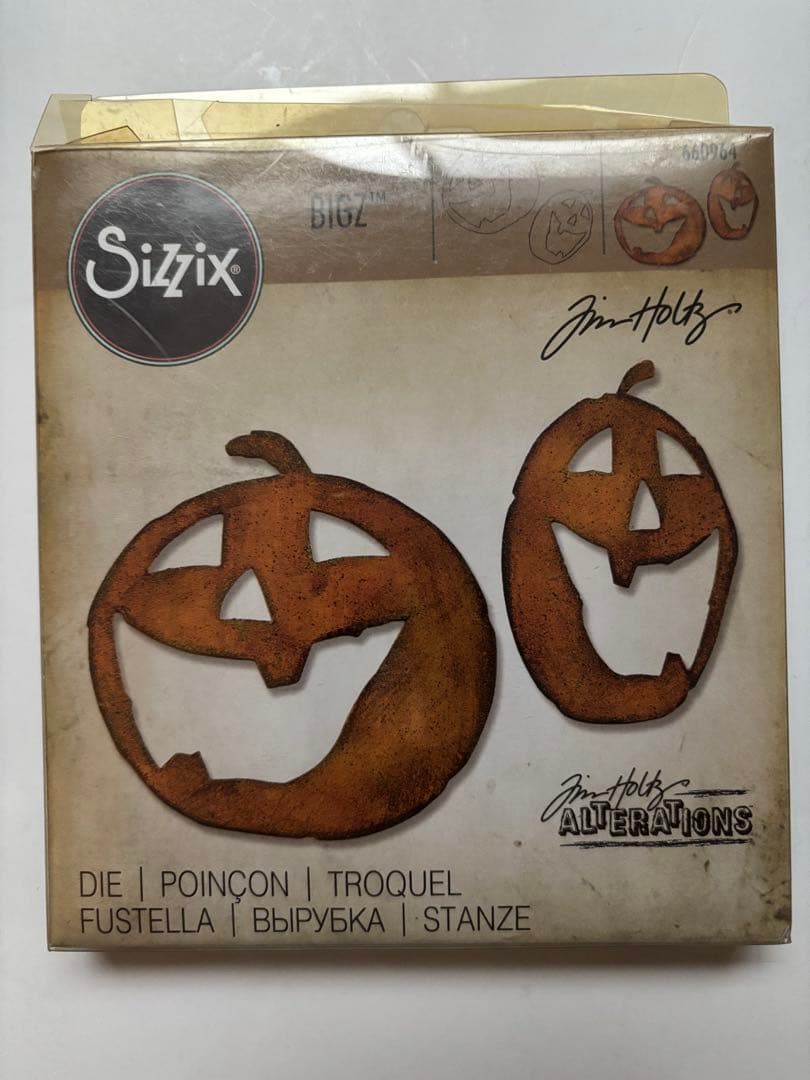 Sizzix®
BIGZ™
660964
Tim Holtz®
Tim Holtz
ALTERATIONS
DIE | POINÇON | TROQUEL
FUSTELLA | ВЫРУБКА | STANZE